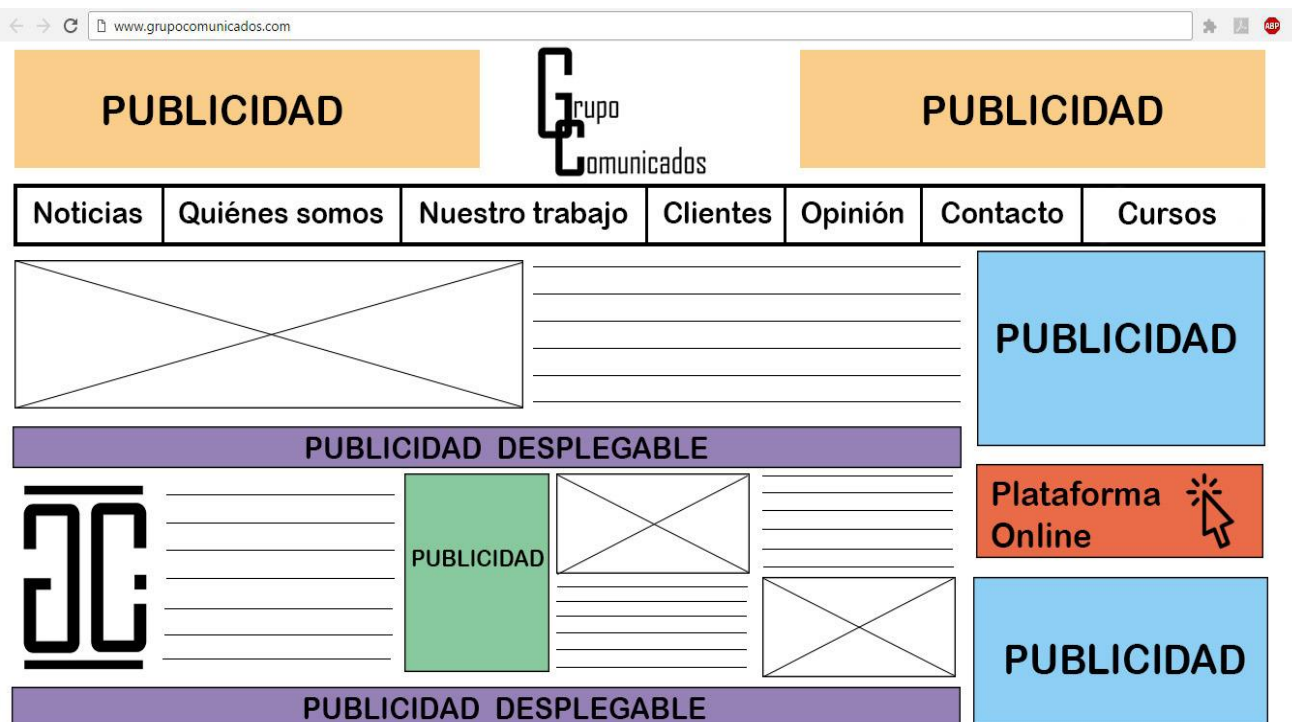 www.grupocomunicados.com
ABP
PUBLICIDAD
Grupo
Comunicados
PUBLICIDAD
Noticias
Quiénes somos
Nuestro trabajo
Clientes
Opinión
Contacto
Cursos
PUBLICIDAD
PUBLICIDAD DESPLEGABLE
Plataforma
Online
PUBLICIDAD
PUBLICIDAD
PUBLICIDAD DESPLEGABLE